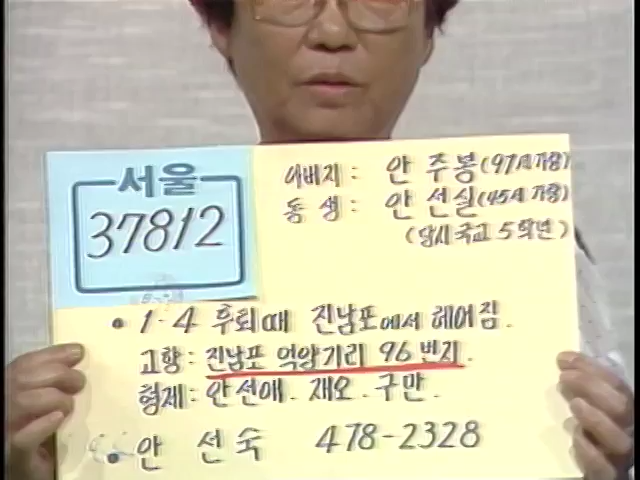 서울
37812
아버지 : 안 주봉 (97세가량)
동 생 : 안 선실 (45세가량)
(당시 국교 5학년)
• 1·4 후퇴때 진남포에서 헤어짐.
고향 : 진남포 억양기리 96 번지.
형제 : 안선애. 재오. 구만.
• 안 선숙 478-2328